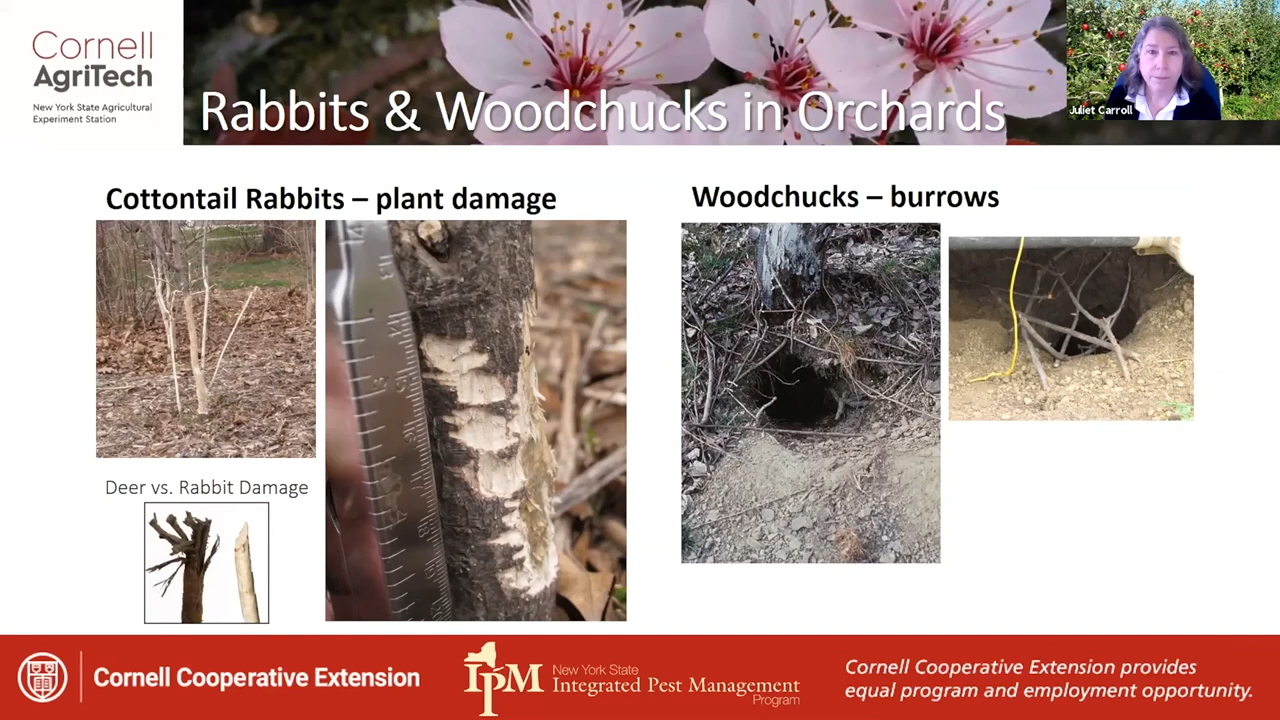 Cornell
AgriTech
New York State Agricultural
Experiment Station
Rabbits & Woodchucks in Orchards
Juliet Carroll
Cottontail Rabbits – plant damage
Woodchucks – burrows
Deer vs. Rabbit Damage
Cornell Cooperative Extension
IPM
New York State
Integrated Pest Management
Program
Cornell Cooperative Extension provides
equal program and employment opportunity.